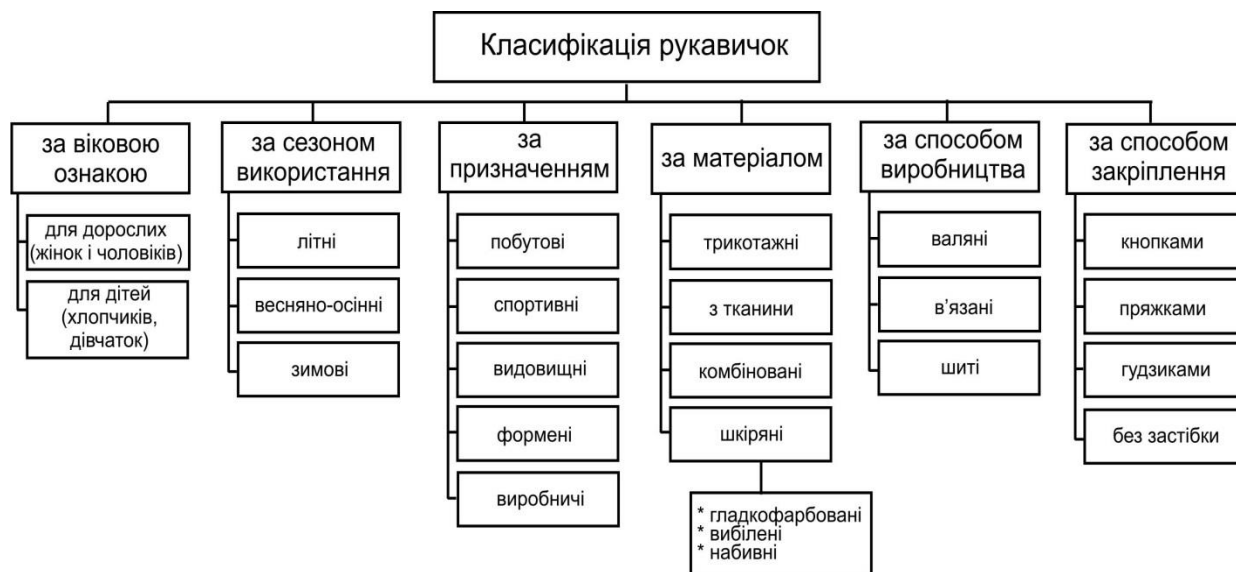 Класифікація рукавичок
за віковою
ознакою
для дорослих
(жінок і чоловіків)
для дітей
(хлопчиків,
дівчаток)
за сезоном
використання
літні
весняно-осінні
зимові
за
призначенням
побутові
спортивні
видовищні
формені
виробничі
за матеріалом
трикотажні
з тканини
комбіновані
шкіряні
* гладкофарбовані
* вибілені
* набивні
за способом
виробництва
валяні
в'язані
шиті
за способом
закріплення
кнопками
пряжками
гудзиками
без застібки